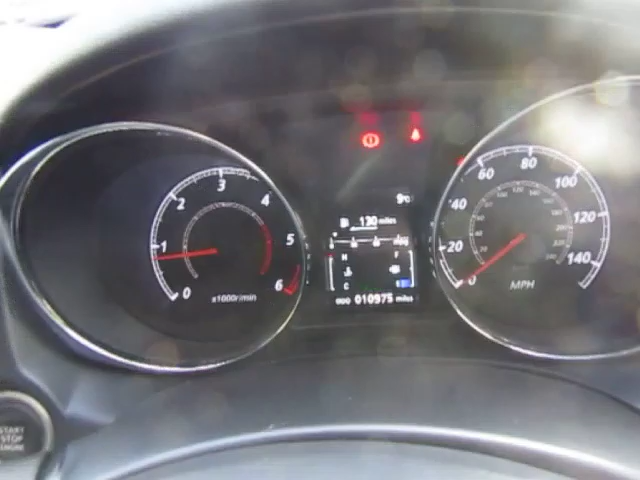 0 1 2 3 4 5 6
x1000r/min
9°C
130 miles
H F
C
ODO 010975 miles
0 20 40 60 80 100 120 140
MPH
START
STOP
ENGINE